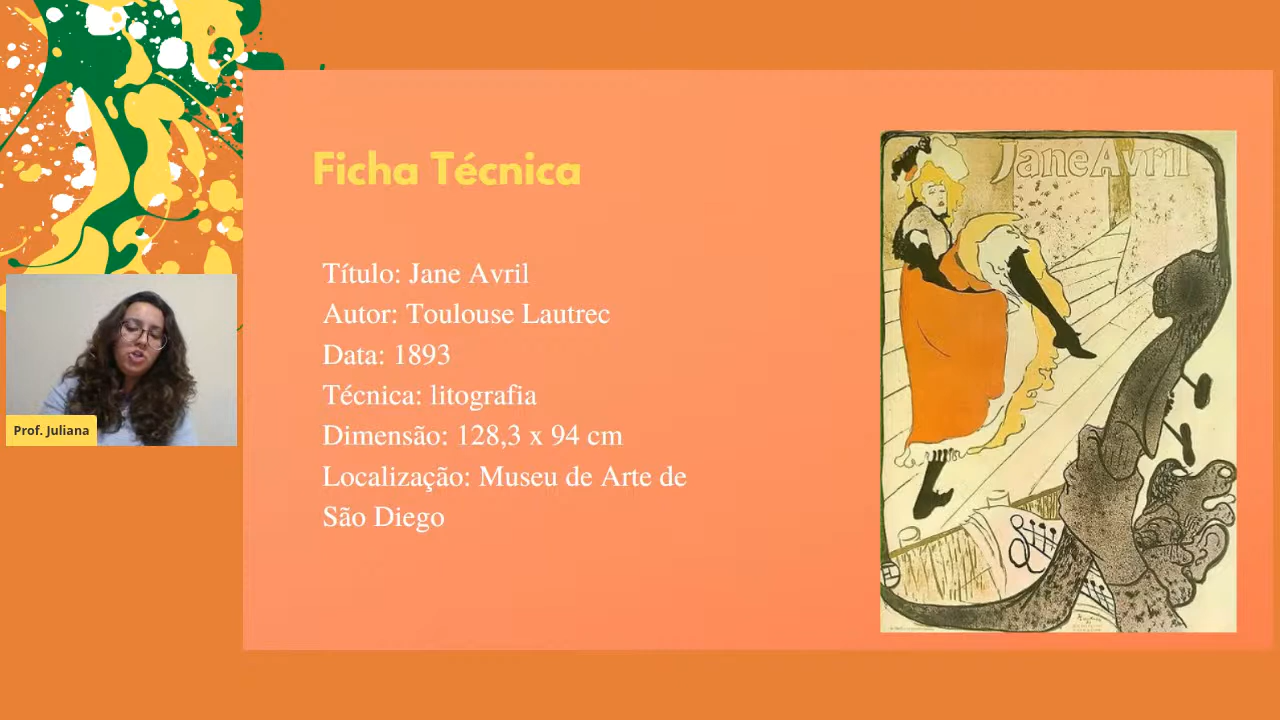 Ficha Técnica
Jane Avril
Título: Jane Avril
Autor: Toulouse Lautrec
Data: 1893
Técnica: litografia
Dimensão: 128,3 x 94 cm
Localização: Museu de Arte de
São Diego
Prof. Juliana